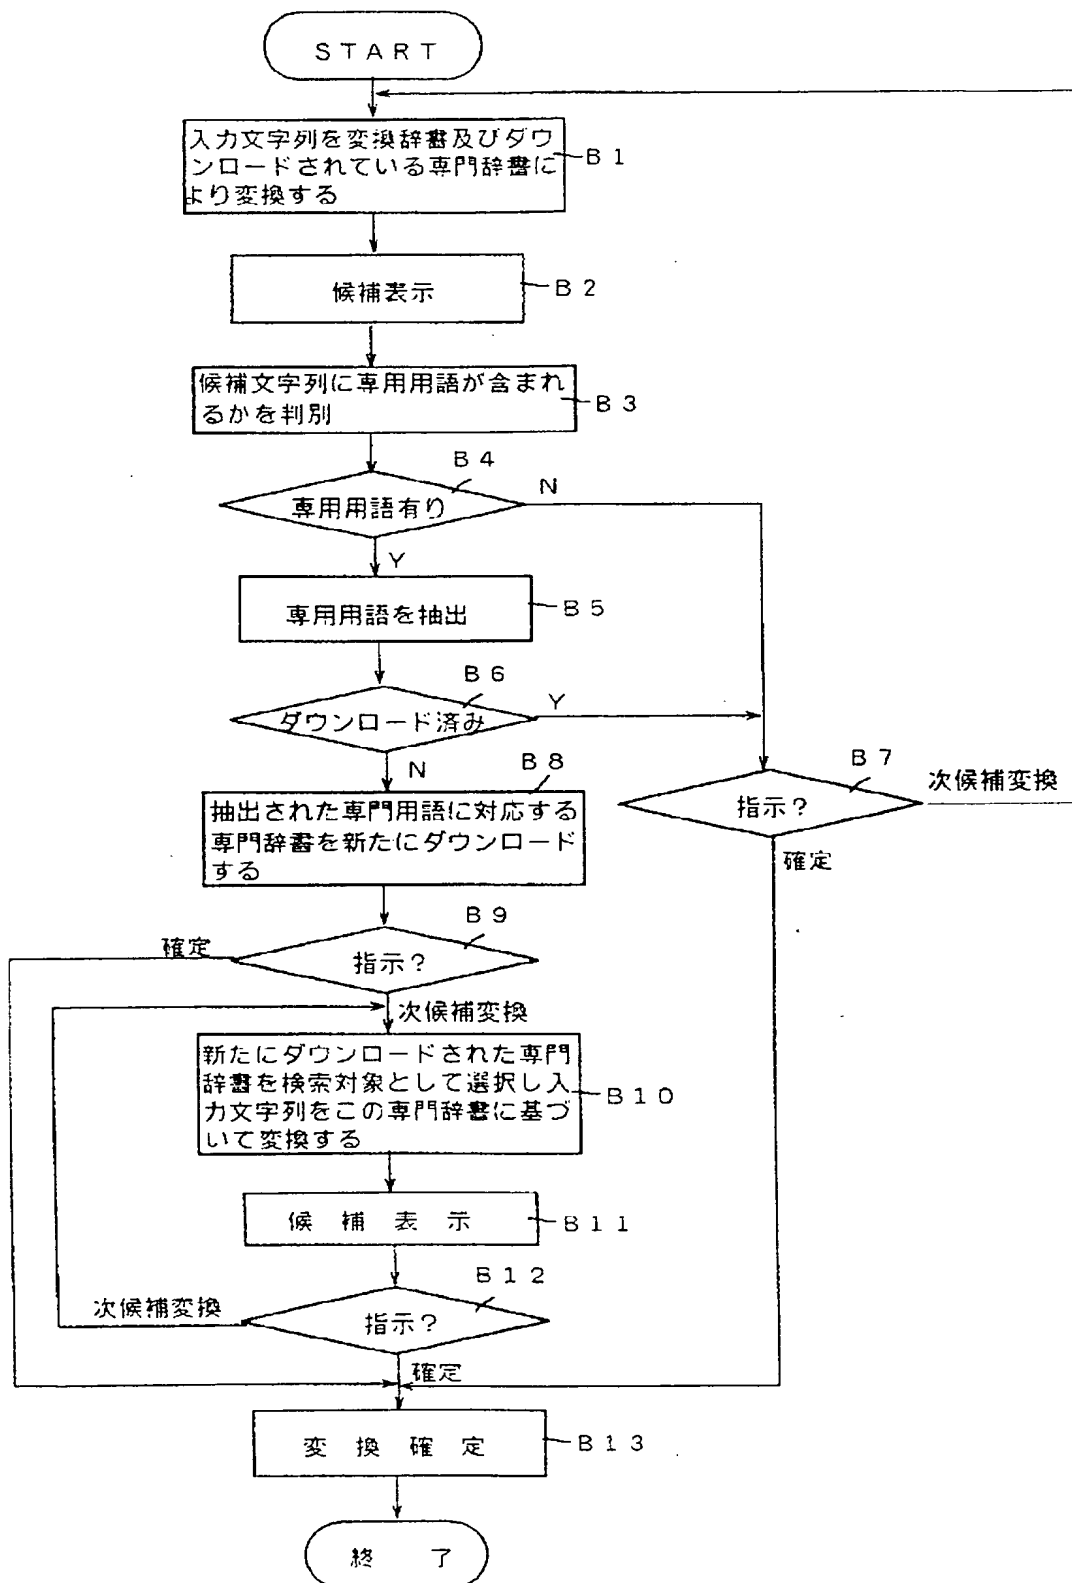 START
入力文字列を変換辞書及びダウ
ンロードされている専門辞書に
より変換する
B1
候補表示
B2
候補文字列に専用用語が含まれ
るかを判別
B3
B4
専用用語有り
N
Y
専用用語を抽出
B5
B6
ダウンロード済み
Y
N
B7
指示?
次候補変換
確定
B8
抽出された専門用語に対応する
専門辞書を新たにダウンロード
する
B9
確定
指示?
次候補変換
新たにダウンロードされた専門
辞書を検索対象として選択し入
力文字列をこの専門辞書に基づ
いて変換する
B10
候補表示
B11
B12
次候補変換
指示?
確定
変換確定
B13
終了